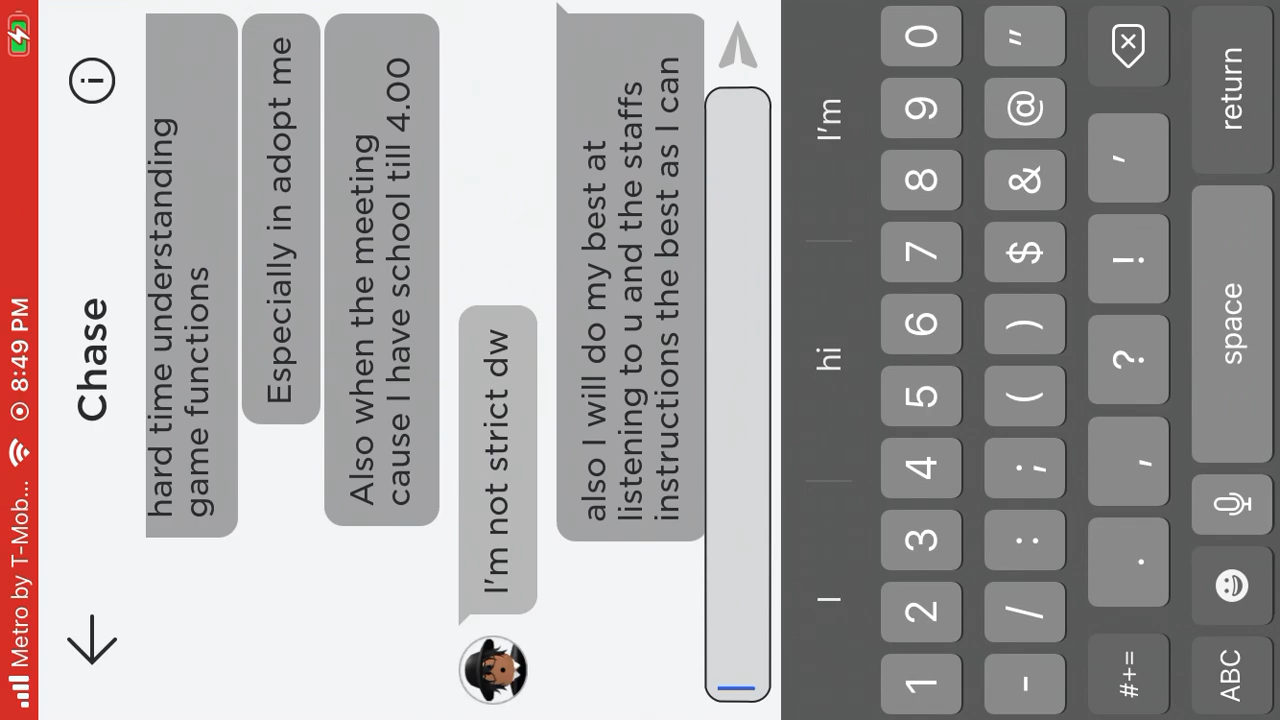 Metro by T-Mob... 8:49 PM
Chase
i
hard time understanding
game functions
Especially in adopt me
Also when the meeting
cause I have school till 4.00
I'm not strict dw
also I will do my best at
listening to u and the staffs
instructions the best as I can
I hi I'm
1 2 3 4 5 6 7 8 9 0
- / : ; ( ) $ & @ "
#+= . , ? ! '
ABC space return